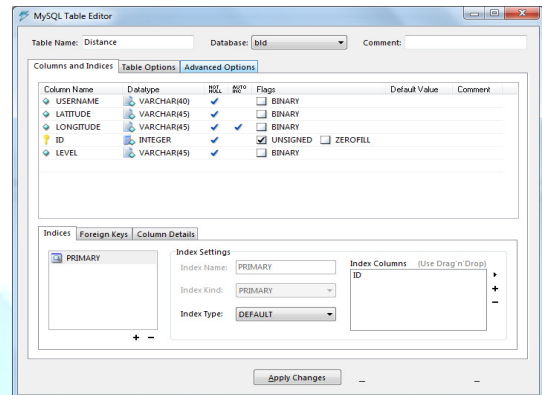 MySQL Table Editor
Table Name: Distance Database: bld Comment:
Columns and Indices Table Options Advanced Options
Column Name Datatype NOT NULL AUTO INC Flags Default Value Comment
USERNAME VARCHAR(40) BINARY
LATITUDE VARCHAR(45) BINARY
LONGITUDE VARCHAR(45) BINARY
ID INTEGER UNSIGNED ZEROFILL
LEVEL VARCHAR(45) BINARY
Indices Foreign Keys Column Details
PRIMARY
Index Settings
Index Name: PRIMARY
Index Kind: PRIMARY
Index Type: DEFAULT
Index Columns (Use Drag'n'Drop)
ID
Apply Changes